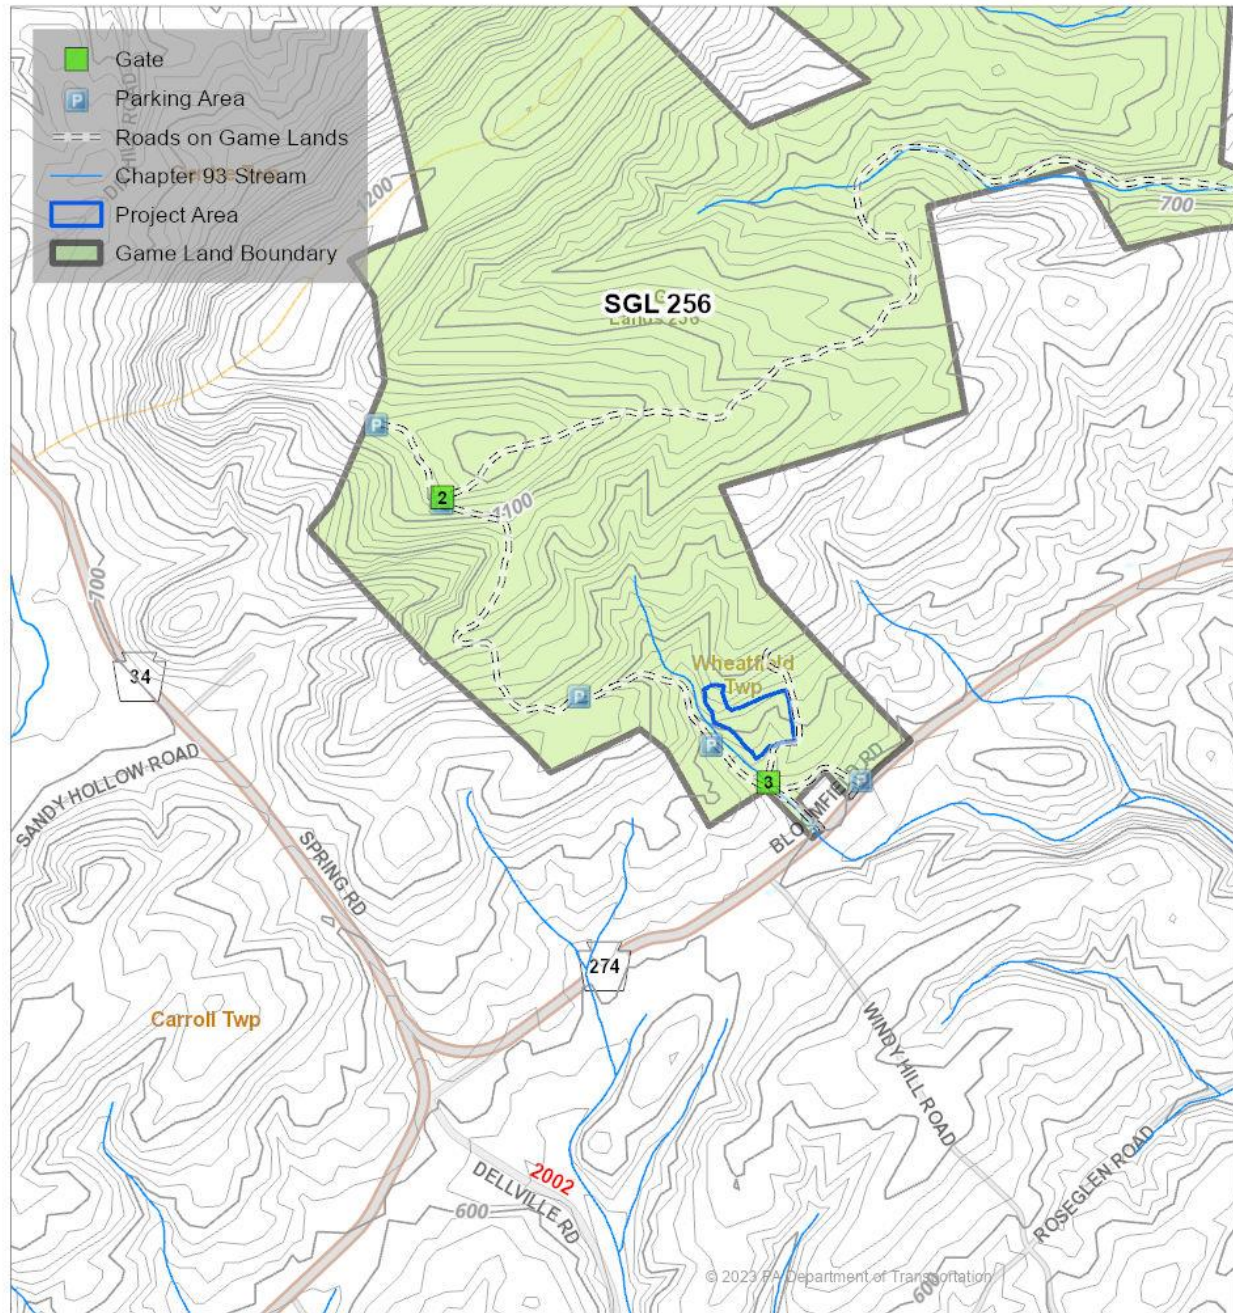 Gate
P
Parking Area
Roads on Game Lands
Chapter 93 Stream
Project Area
Game Land Boundary
1200
700
SGL 256
P
2
1100
700
34
Wheatfield
Twp
P
P
3
P
BLOOMFIELD RD
SANDY HOLLOW ROAD
SPRING RD
274
Carroll Twp
WINDY HILL ROAD
2002
DELLVILLE RD
600
ROSEGLEN ROAD
600
© 2023 PA Department of Transportation